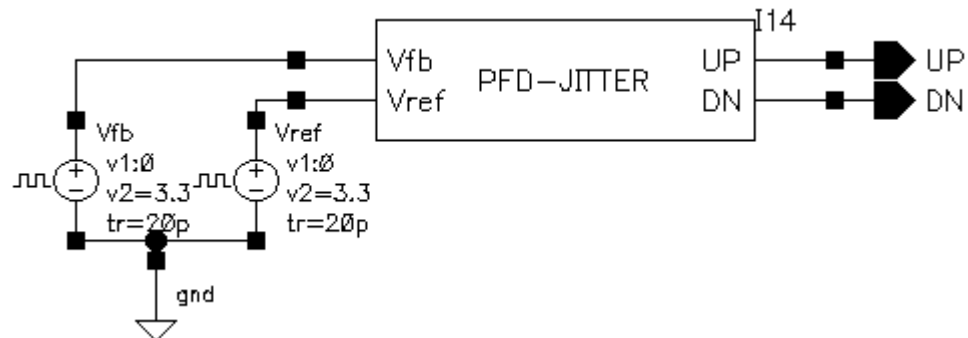 I14
Vfb
UP
UP
PFD-JITTER
Vref
DN
DN
Vfb
v1:0
v2=3.3
tr=20p
Vref
v1:0
v2=3.3
tr=20p
gnd